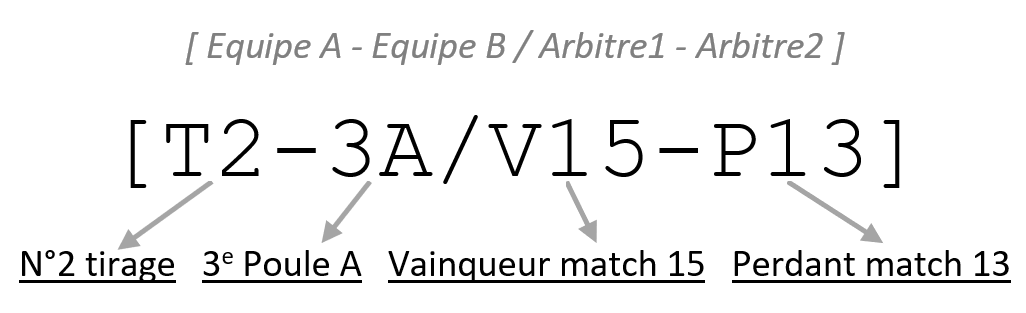 [ Equipe A - Equipe B / Arbitre1 - Arbitre2 ]
[T2-3A/V15-P13]
N°2 tirage 3e Poule A Vainqueur match 15 Perdant match 13